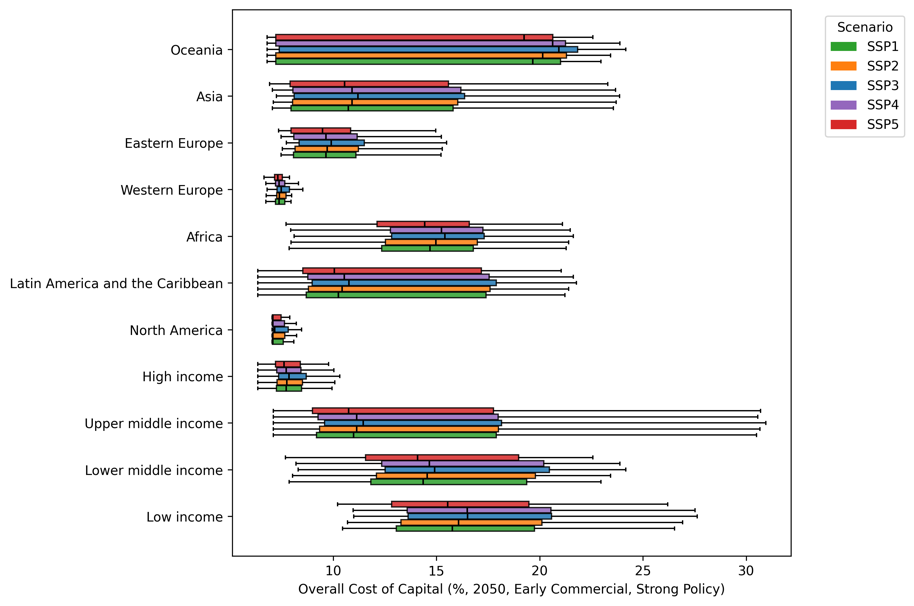 Oceania
Asia
Eastern Europe
Western Europe
Africa
Latin America and the Caribbean
North America
High income
Upper middle income
Lower middle income
Low income
10 15 20 25 30
Overall Cost of Capital (%, 2050, Early Commercial, Strong Policy)
Scenario
SSP1
SSP2
SSP3
SSP4
SSP5